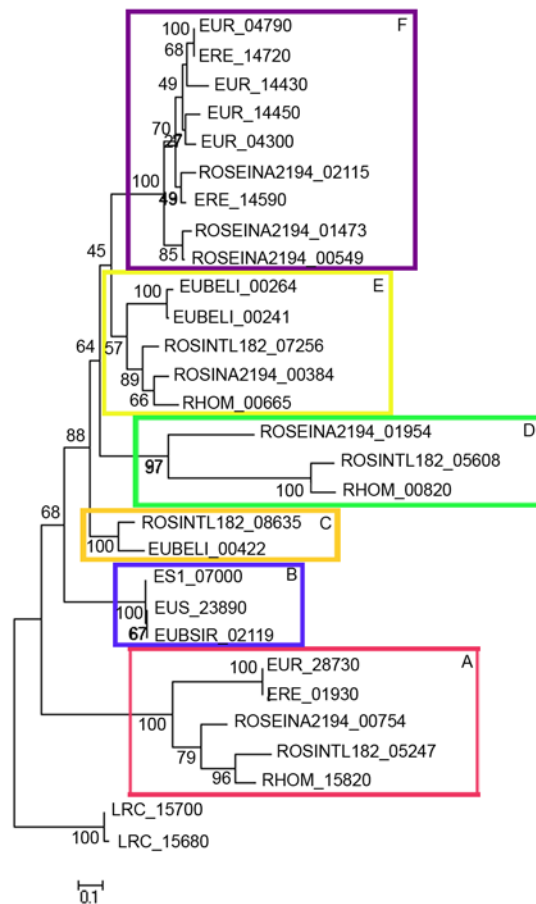 100 EUR_04790 F
68 ERE_14720
49 EUR_14430
EUR_14450
70
27 EUR_04300
100 ROSEINA2194_02115
49 ERE_14590
ROSEINA2194_01473
45 85 ROSEINA2194_00549
100 EUBELI_00264 E
EUBELI_00241
64 57 ROSINTL182_07256
89 ROSINA2194_00384
66 RHOM_00665
ROSEINA2194_01954 D
88 97 ROSINTL182_05608
100 RHOM_00820
68 ROSINTL182_08635 C
100 EUBELI_00422
ES1_07000 B
100 EUS_23890
67 EUBSIR_02119
100 EUR_28730 A
ERE_01930
100 ROSEINA2194_00754
79 ROSINTL182_05247
96 RHOM_15820
LRC_15700
100 LRC_15680
0.1